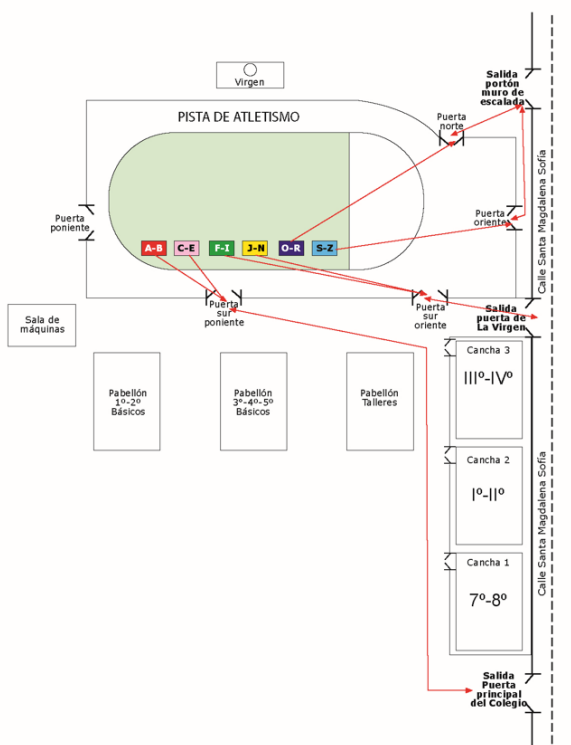 Virgen
Salida
portón
muro de
escalada
PISTA DE ATLETISMO
Puerta
norte
Calle Santa Magdalena Sofía
Puerta
poniente
Puerta
oriente
A-B
C-E
F-I
J-N
O-R
S-Z
Puerta
sur
poniente
Puerta
sur
oriente
Salida
puerta de
La Virgen
Sala de
máquinas
Pabellón
1º-2º
Básicos
Pabellón
3°-4º-5º
Básicos
Pabellón
Talleres
Cancha 3
IIIº-IVº
Cancha 2
Iº-IIº
Cancha 1
7º-8º
Calle Santa Magdalena Sofía
Salida
Puerta
principal
del Colegio